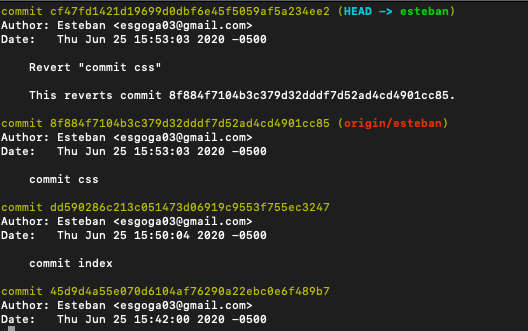 commit cf47fd1421d19699d0dbf6e45f5059af5a234ee2 (HEAD -> esteban)
Author: Esteban <esgoga03@gmail.com>
Date:   Thu Jun 25 15:53:03 2020 -0500
Revert "commit css"
This reverts commit 8f884f7104b3c379d32dddf7d52ad4cd4901cc85.
commit 8f884f7104b3c379d32dddf7d52ad4cd4901cc85 (origin/esteban)
Author: Esteban <esgoga03@gmail.com>
Date:   Thu Jun 25 15:53:03 2020 -0500
commit css
commit dd590286c213c051473d06919c9553f755ec3247
Author: Esteban <esgoga03@gmail.com>
Date:   Thu Jun 25 15:50:04 2020 -0500
commit index
commit 45d9d4a55e070d6104af76290a22ebc0e6f489b7
Author: Esteban <esgoga03@gmail.com>
Date:   Thu Jun 25 15:42:00 2020 -0500